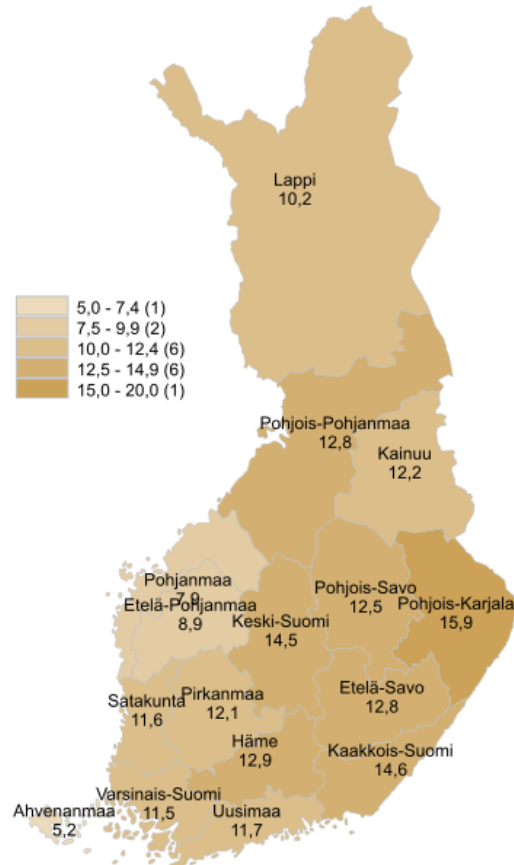 Lappi
10,2
5,0 - 7,4 (1)
7,5 - 9,9 (2)
10,0 - 12,4 (6)
12,5 - 14,9 (6)
15,0 - 20,0 (1)
Pohjois-Pohjanmaa
12,8
Kainuu
12,2
Pohjanmaa
7,9
Etelä-Pohjanmaa
8,9
Keski-Suomi
14,5
Pohjois-Savo
12,5
Pohjois-Karjala
15,9
Satakunta
11,6
Pirkanmaa
12,1
Etelä-Savo
12,8
Häme
12,9
Kaakkois-Suomi
14,6
Varsinais-Suomi
11,5
Uusimaa
11,7
Ahvenanmaa
5,2